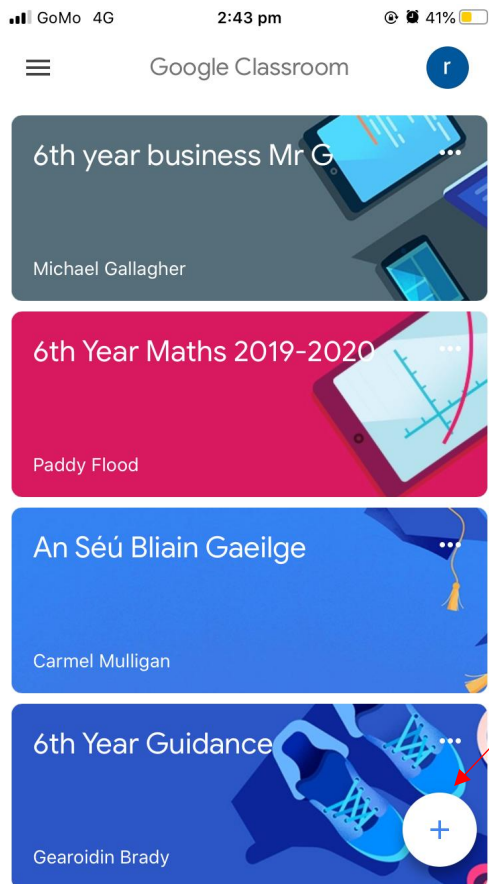 GoMo 4G 2:43 pm 41%
Google Classroom r
6th year business Mr G
Michael Gallagher
6th Year Maths 2019-2020
Paddy Flood
An Séú Bliain Gaeilge
Carmel Mulligan
6th Year Guidance
Gearoidin Brady